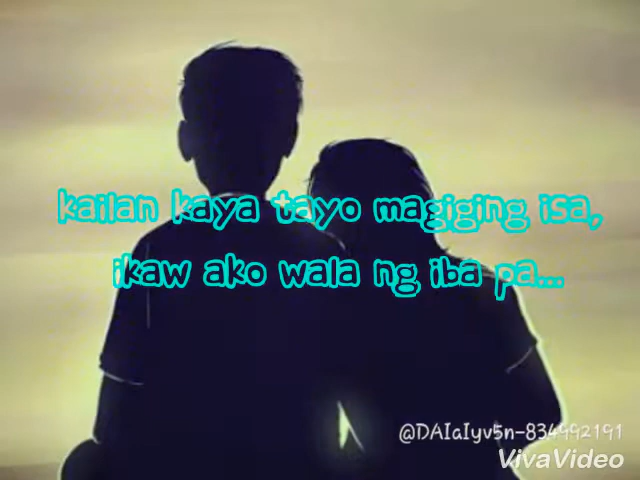 kailan kaya tayo magiging isa,
ikaw ako wala ng iba pa...
@DAIaIyv5n-834992191
VivaVideo